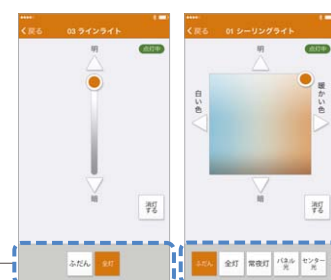 く戻る 03 ラインライト
明
点灯中
暗
消灯
する
ふだん 全灯
く戻る 01 シーリングライト
明
点灯中
白い色
暖かい色
暗
消灯
する
ふだん 全灯 常夜灯 パネル光 センター光